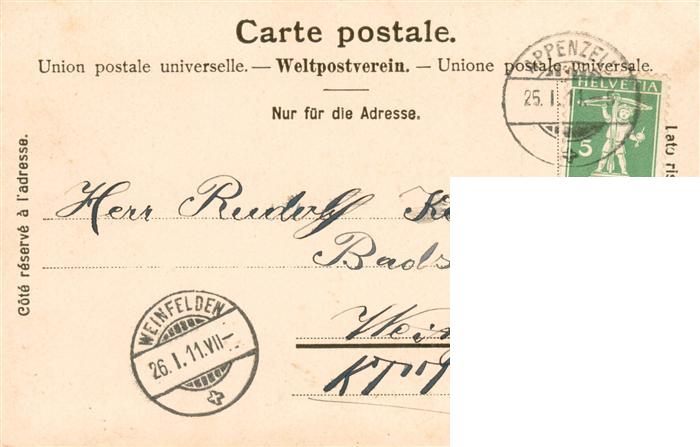 Carte postale.
Union postale universelle. — Weltpostverein. — Unione postale universale.
Nur für die Adresse.
Côté réservé à l'adresse.
Lato ris
APPENZELL
25. I. 11.
HELVETIA
5
Herr Rudolf
WEINFELDEN
26. I. 11. VII—